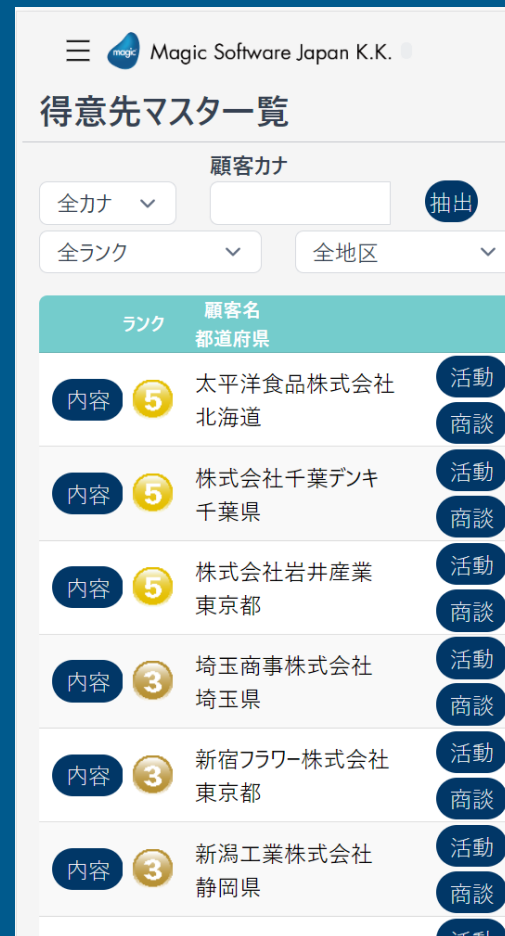 magic Magic Software Japan K.K.
得意先マスタ一覧
顧客カナ
全カナ
抽出
全ランク 全地区
ランク 顧客名
都道府県
内容 5 太平洋食品株式会社 活動
北海道 商談
内容 5 株式会社千葉デンキ 活動
千葉県 商談
内容 5 株式会社岩井産業 活動
東京都 商談
内容 3 埼玉商事株式会社 活動
埼玉県 商談
内容 3 新宿フラワー株式会社 活動
東京都 商談
内容 3 新潟工業株式会社 活動
静岡県 商談
活動